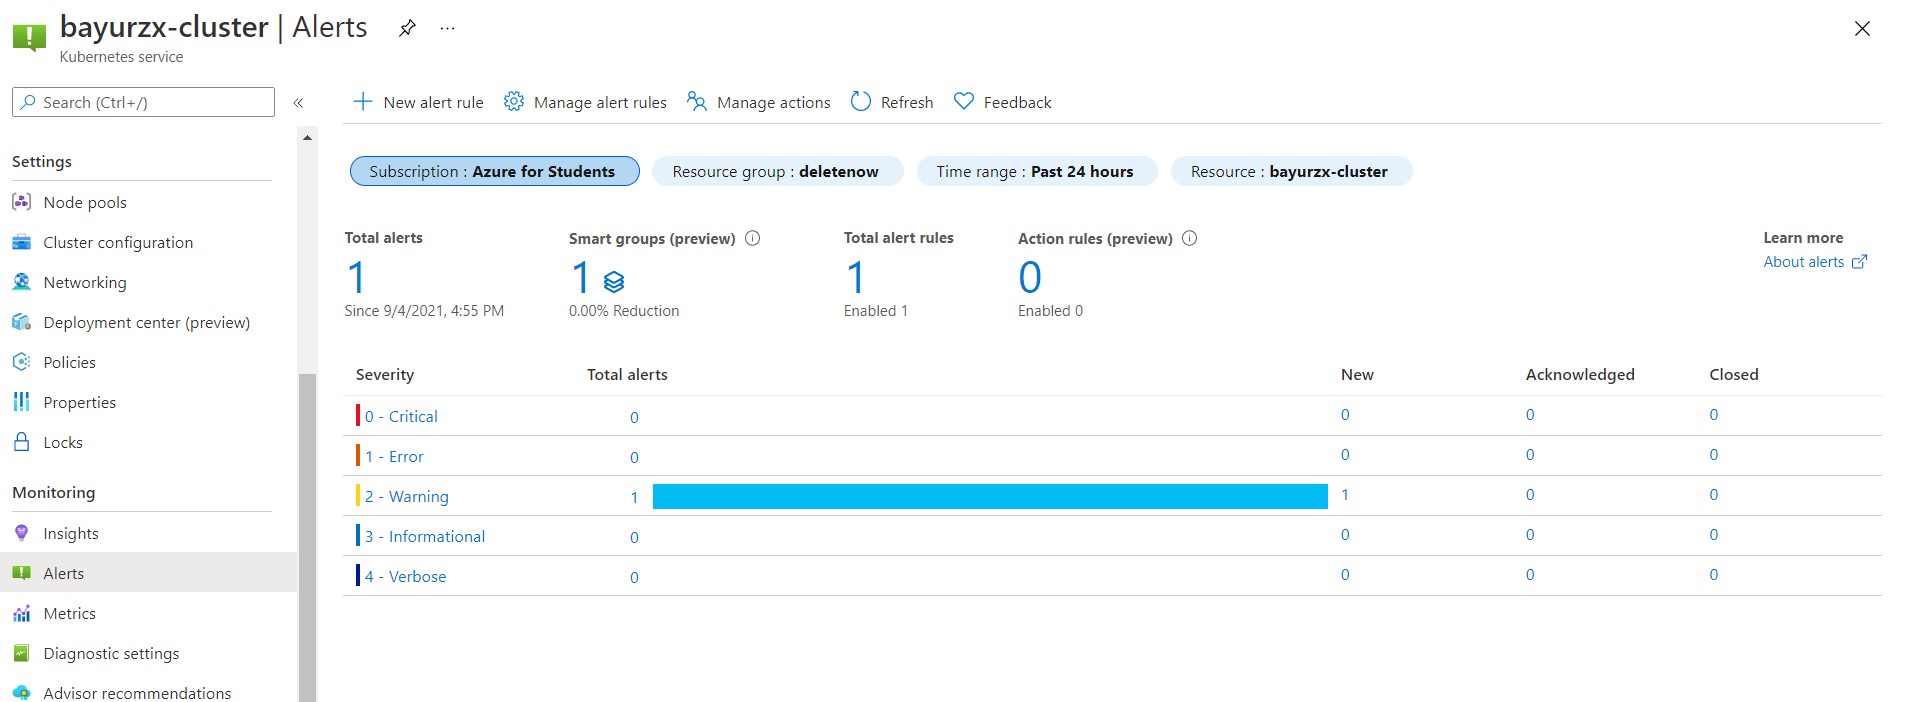 bayurzx-cluster | Alerts
Kubernetes service
Search (Ctrl+/)
Settings
Node pools
Cluster configuration
Networking
Deployment center (preview)
Policies
Properties
Locks
Monitoring
Insights
Alerts
Metrics
Diagnostic settings
Advisor recommendations
New alert rule Manage alert rules Manage actions Refresh Feedback
Subscription : Azure for Students Resource group : deletenow Time range : Past 24 hours Resource : bayurzx-cluster
Total alerts Smart groups (preview) Total alert rules Action rules (preview) Learn more
1 1 1 0 About alerts
Since 9/4/2021, 4:55 PM 0.00% Reduction Enabled 1 Enabled 0
Severity Total alerts New Acknowledged Closed
0 - Critical 0 0 0 0
1 - Error 0 0 0 0
2 - Warning 1 1 0 0
3 - Informational 0 0 0 0
4 - Verbose 0 0 0 0